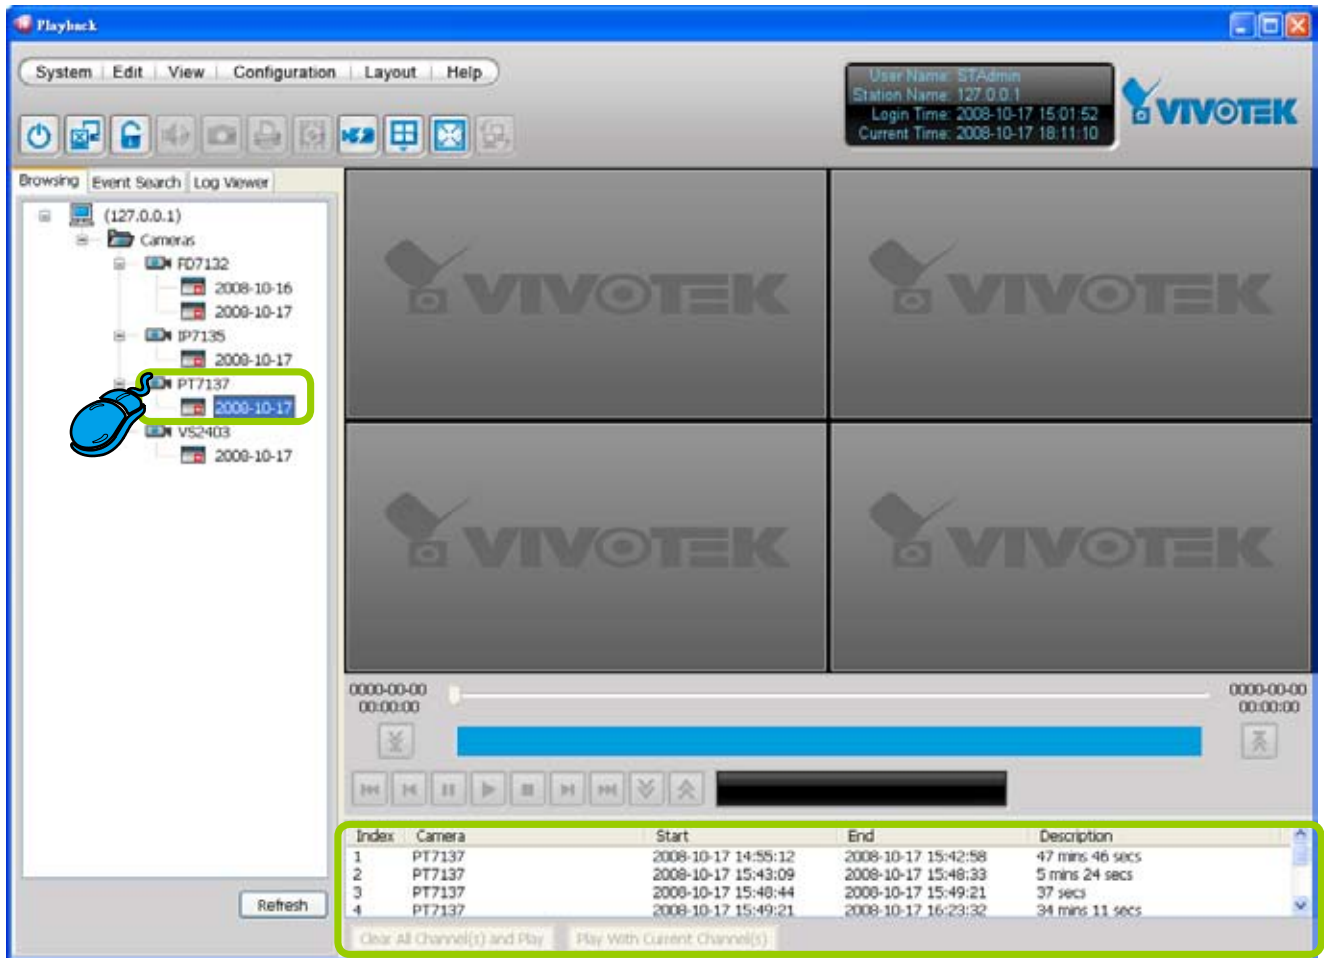 Playback
System Edit View Configuration Layout Help
User Name: STAdmin
Station Name: 127.0.0.1
Login Time: 2008-10-17 15:01:52
Current Time: 2008-10-17 18:11:10
VIVOTEK
Browsing Event Search Log Viewer
(127.0.0.1)
Cameras
FD7132
2008-10-16
2008-10-17
IP7135
2008-10-17
PT7137
2008-10-17
VS2403
2008-10-17
Refresh
VIVOTEK
VIVOTEK
VIVOTEK
VIVOTEK
0000-00-00
00:00:00
0000-00-00
00:00:00
Index Camera Start End Description
1 PT7137 2008-10-17 14:55:12 2008-10-17 15:42:58 47 mins 46 secs
2 PT7137 2008-10-17 15:43:09 2008-10-17 15:48:33 5 mins 24 secs
3 PT7137 2008-10-17 15:48:44 2008-10-17 15:49:21 37 secs
4 PT7137 2008-10-17 15:49:21 2008-10-17 16:23:32 34 mins 11 secs
Clear All Channel(s) and Play Play With Current Channel(s)